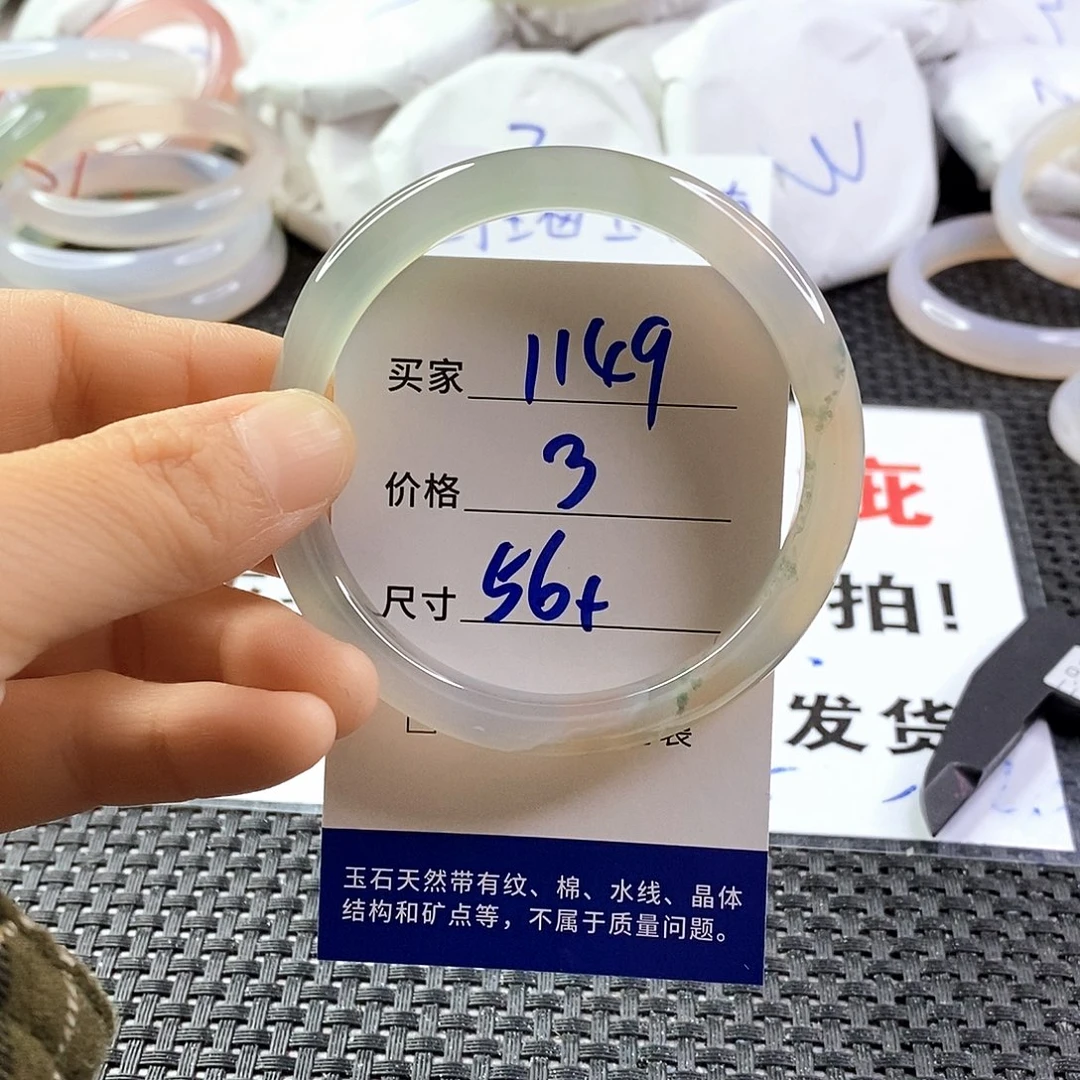 买家 1149
价格 3
尺寸 56+
玉石天然带有纹、棉、水线、晶体
结构和矿点等，不属于质量问题。
疵
拍!
发货